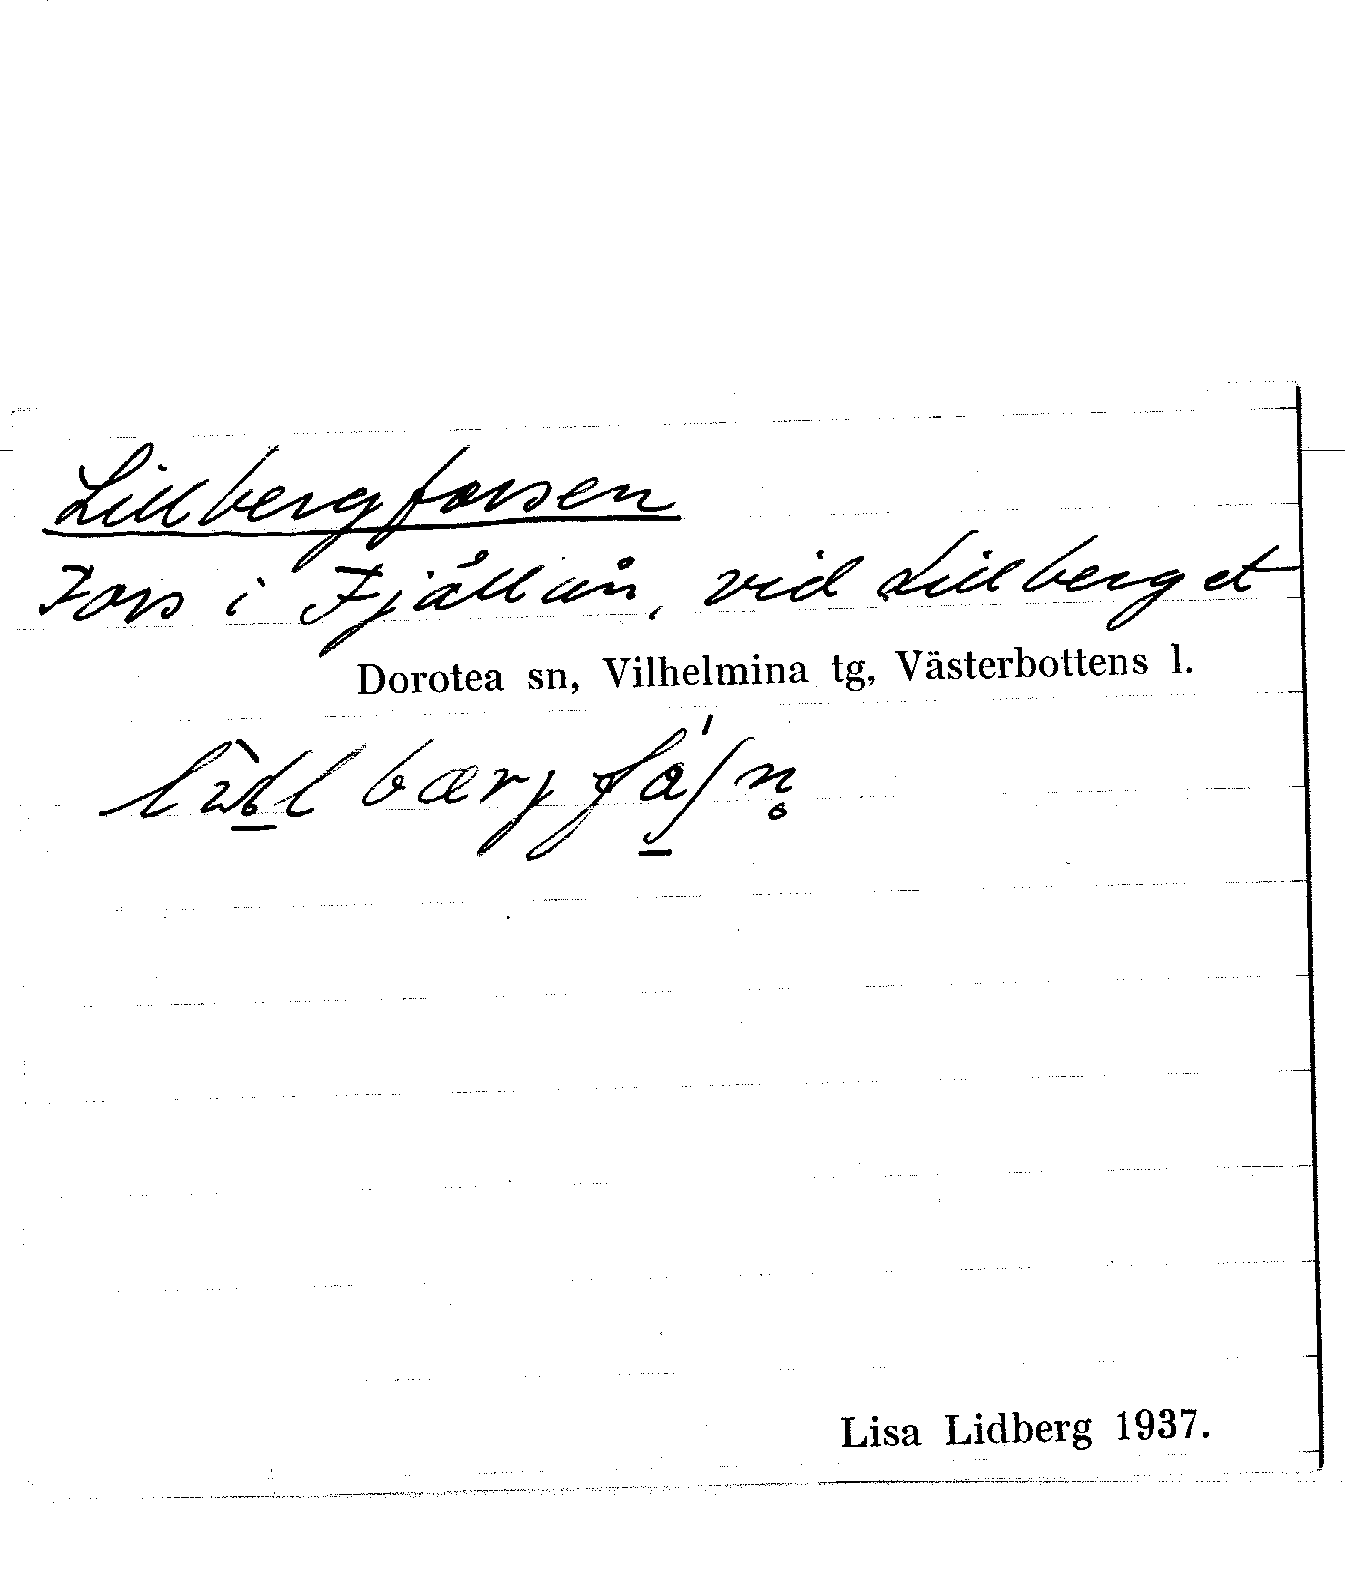 Lillbergforsen
Fors i Fjällån, vid Lillberget
Dorotea sn, Vilhelmina tg, Västerbottens l.
Lisa Lidberg 1937.